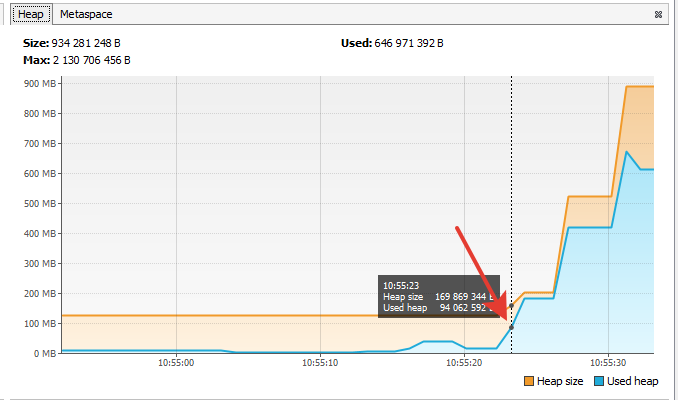 Heap Metaspace
Size: 934 281 248 B Used: 646 971 392 B
Max: 2 130 706 456 B
900 MB
800 MB
700 MB
600 MB
500 MB
400 MB
300 MB
200 MB
100 MB
0 MB
10:55:23
Heap size 169 869 344 B
Used heap 94 062 592
10:55:00 10:55:10 10:55:20 10:55:30
Heap size Used heap